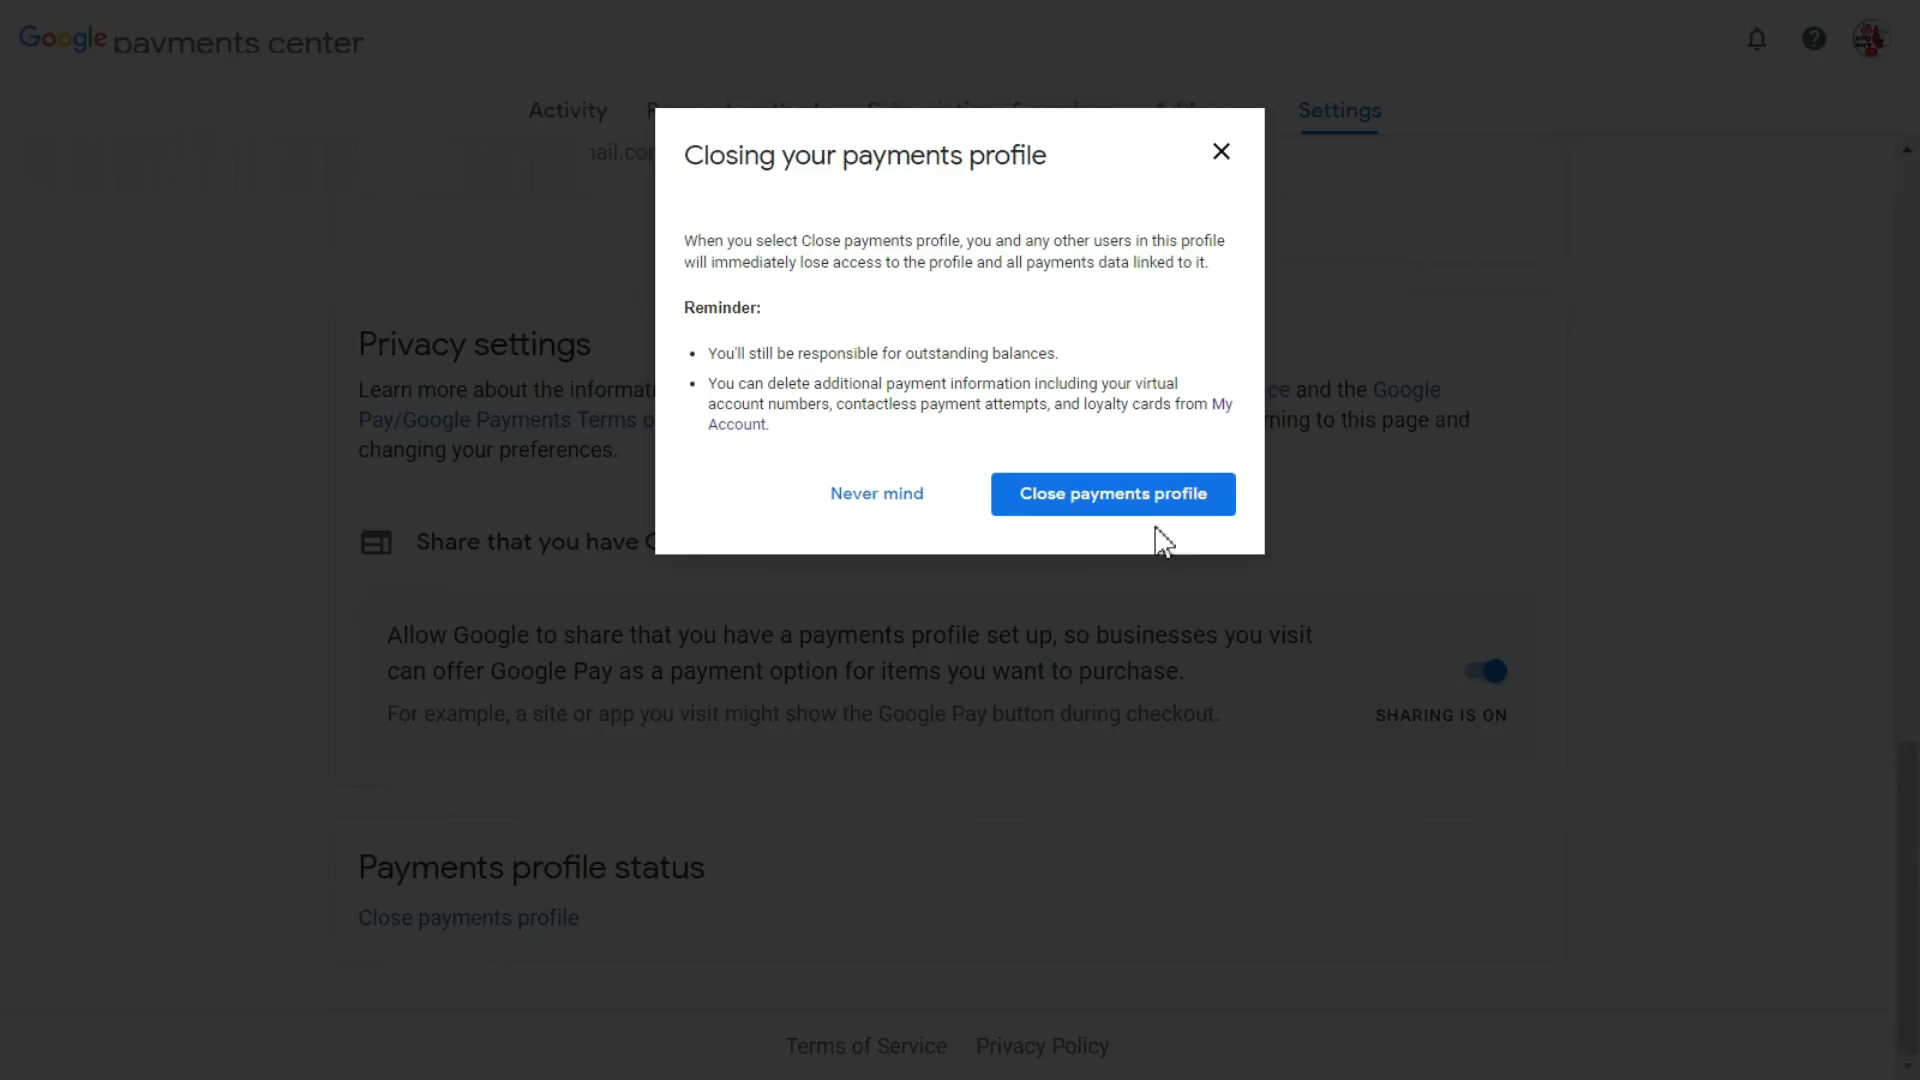 Google payments center
Activity
Settings
Closing your payments profile
When you select Close payments profile, you and any other users in this profile
will immediately lose access to the profile and all payments data linked to it.
Reminder:
• You'll still be responsible for outstanding balances.
• You can delete additional payment information including your virtual
account numbers, contactless payment attempts, and loyalty cards from My
Account.
Never mind
Close payments profile
Privacy settings
Learn more about the and the Google
Pay/Google Payments Terms to this page and
changing your preferences.
Share that you have
Allow Google to share that you have a payments profile set up, so businesses you visit
can offer Google Pay as a payment option for items you want to purchase.
For example, a site or app you visit might show the Google Pay button during checkout.
SHARING IS ON
Payments profile status
Close payments profile
Terms of Service Privacy Policy